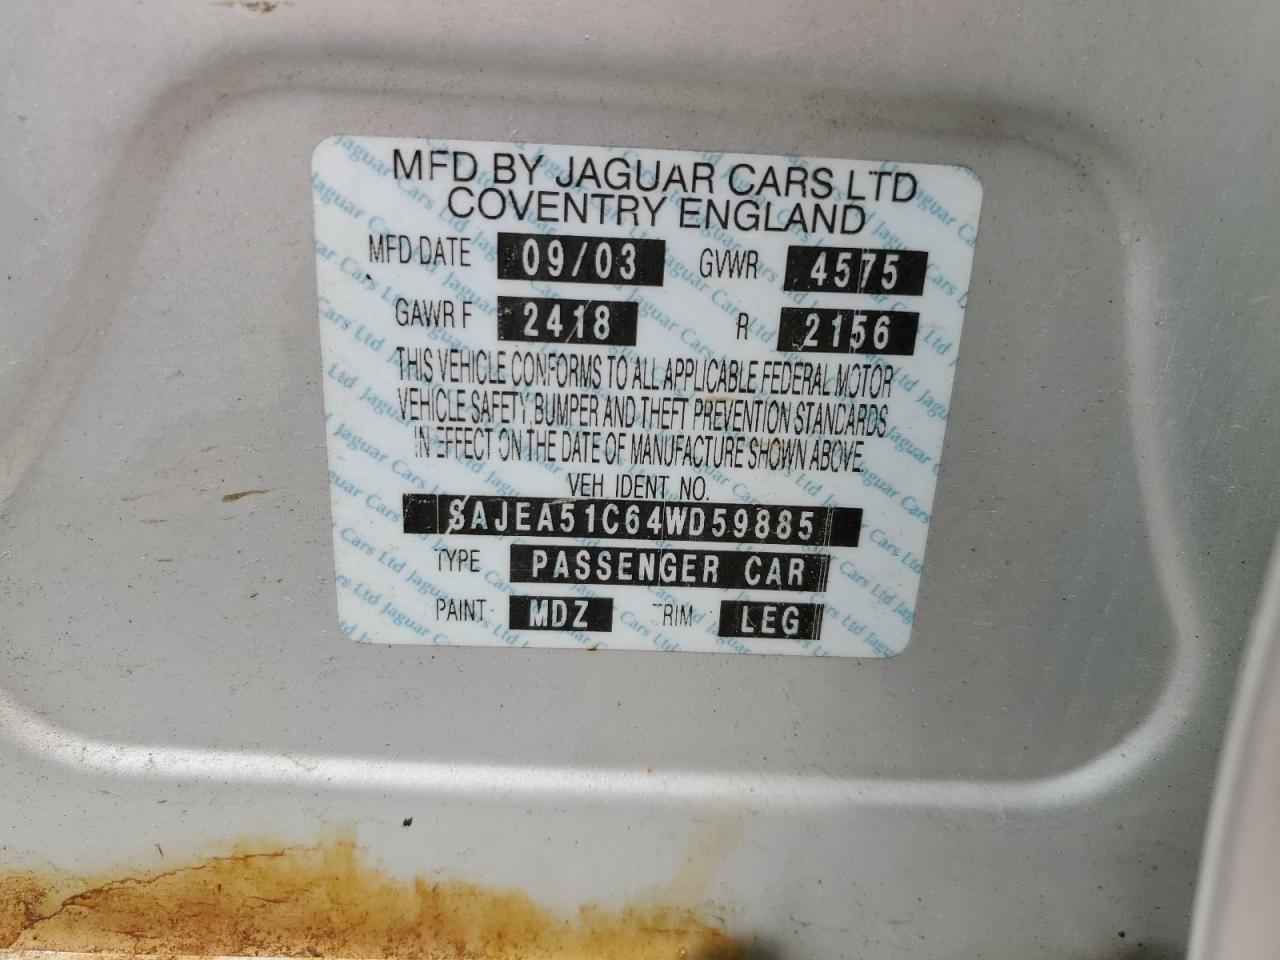 MFD BY JAGUAR CARS LTD
COVENTRY ENGLAND
MFD DATE 09/03 GVWR 4575
GAWR F 2418 R 2156
THIS VEHICLE CONFORMS TO ALL APPLICABLE FEDERAL MOTOR
VEHICLE SAFETY, BUMPER AND THEFT PREVENTION STANDARDS
IN EFFECT ON THE DATE OF MANUFACTURE SHOWN ABOVE.
VEH. IDENT. NO.
SAJEA51C64WD59885
TYPE PASSENGER CAR
PAINT MDZ TRIM LEG